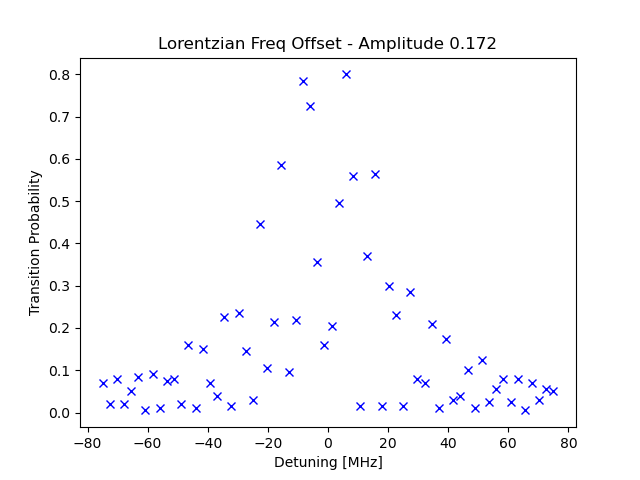 Lorentzian Freq Offset - Amplitude 0.172
0.8
0.7
0.6
0.5
0.4
0.3
0.2
0.1
0.0
Transition Probability
−80 −60 −40 −20 0 20 40 60 80
Detuning [MHz]